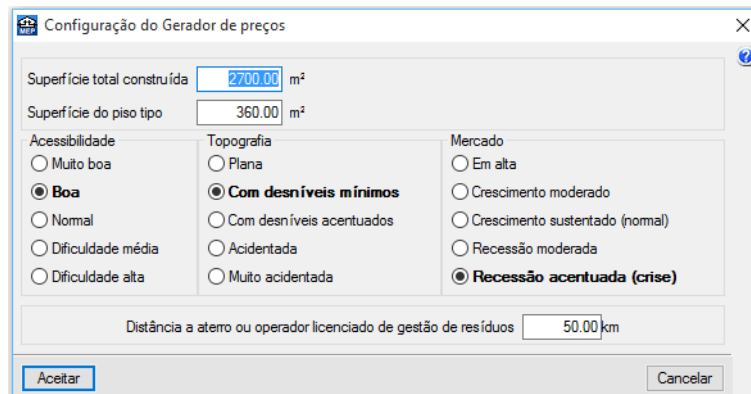 MEP Configuração do Gerador de preços
Superfície total construída 2700.00 m²
Superfície do piso tipo 360.00 m²
Acessibilidade Topografia Mercado
Muito boa Plana Em alta
Boa Com desníveis mínimos Crescimento moderado
Normal Com desníveis acentuados Crescimento sustentado (normal)
Dificuldade média Acidentada Recessão moderada
Dificuldade alta Muito acidentada Recessão acentuada (crise)
Distância a aterro ou operador licenciado de gestão de resíduos 50.00 km
Aceitar Cancelar